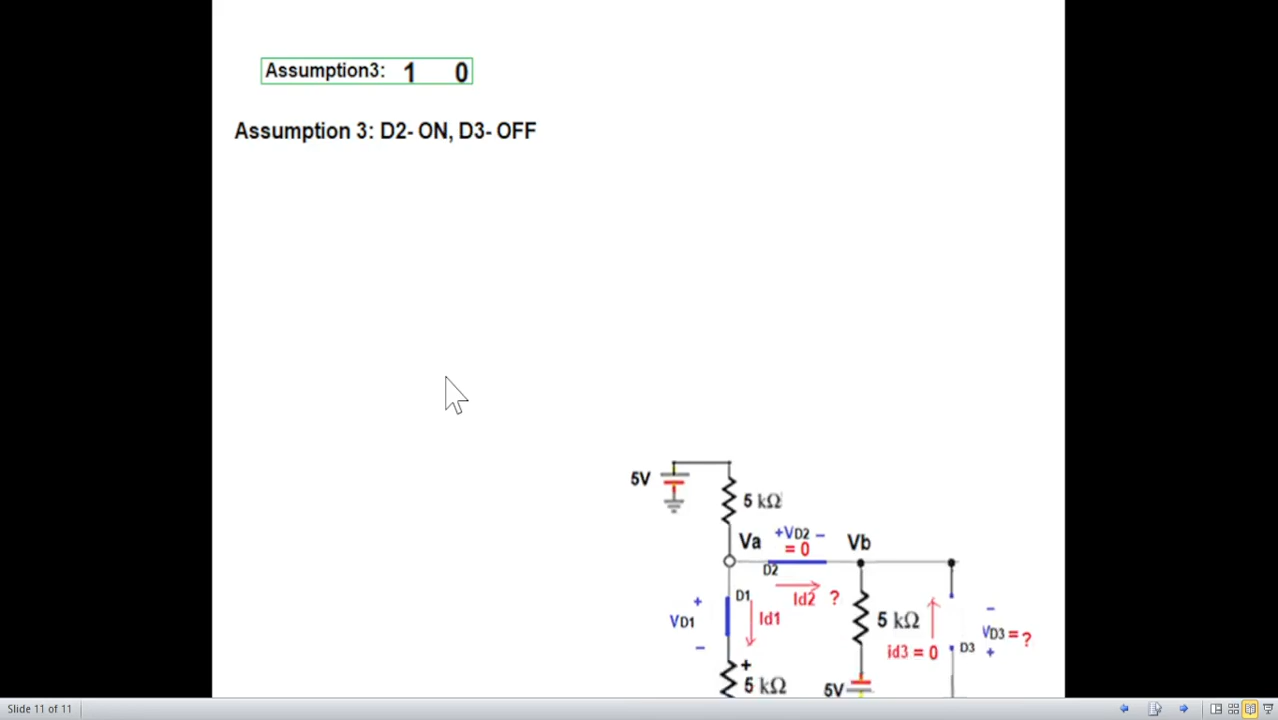 Assumption3: 1 0
Assumption 3: D2- ON, D3- OFF
5V
5 kΩ
Va
+VD2 −
= 0
Vb
D2
D1
Id2 ?
+
VD1
−
Id1
5 kΩ
id3 = 0
−
VD3 = ?
+
D3
+
5 kΩ
5V
Slide 11 of 11